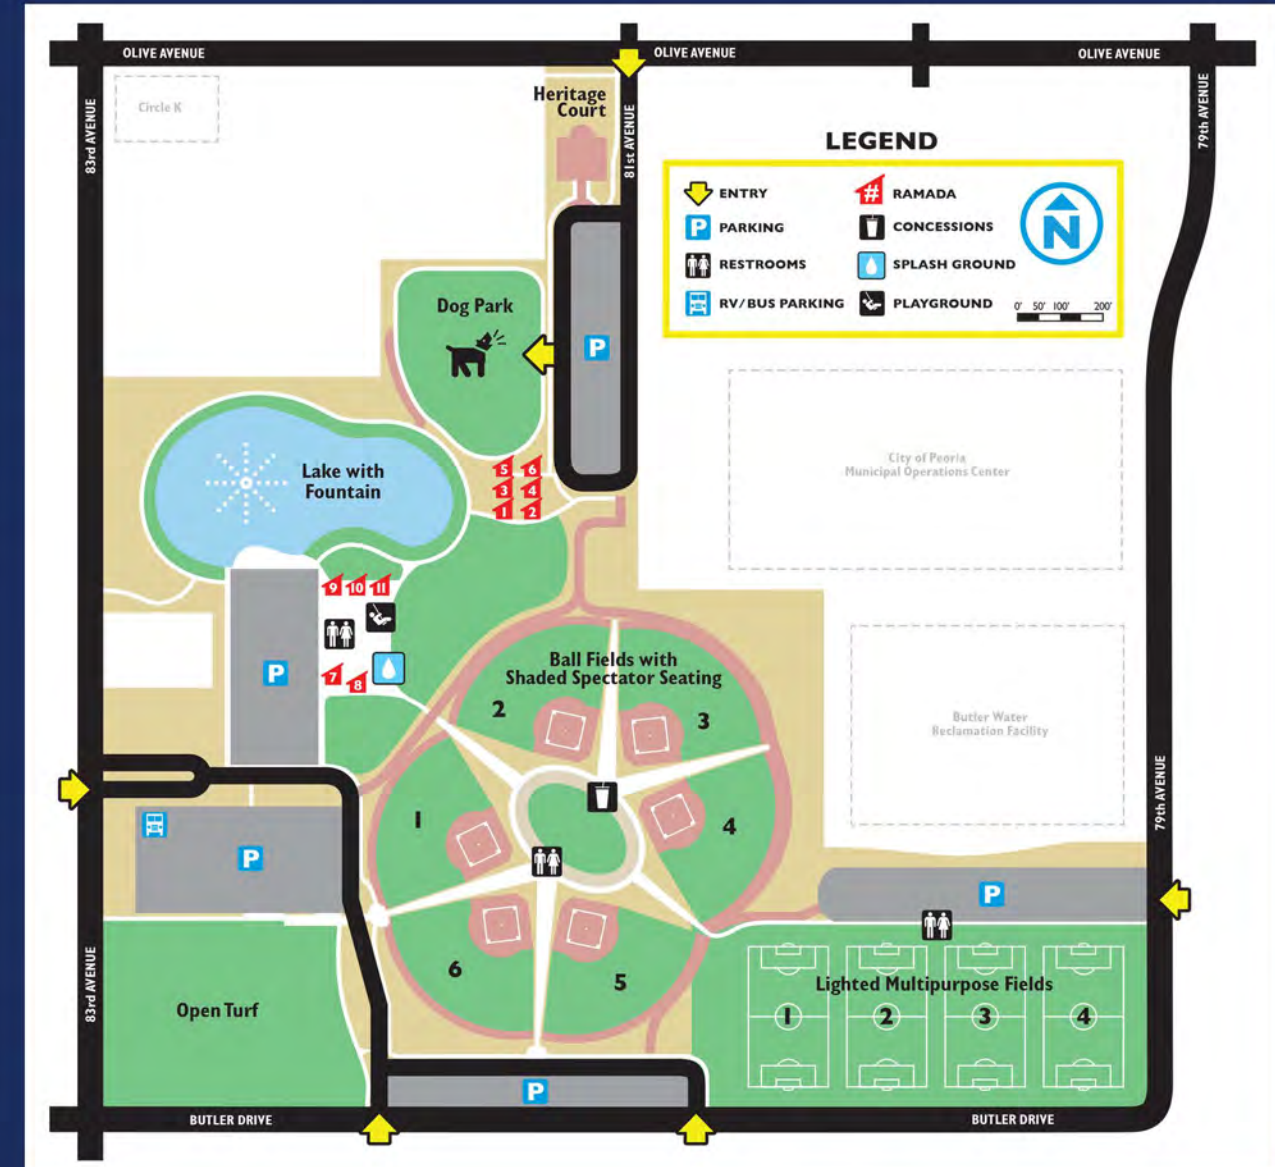 OLIVE AVENUE
OLIVE AVENUE
OLIVE AVENUE
83rd AVENUE
Circle K
Heritage
Court
81st AVENUE
79th AVENUE
LEGEND
ENTRY
# RAMADA
P PARKING
CONCESSIONS
N
RESTROOMS
SPLASH GROUND
RV/BUS PARKING
PLAYGROUND
0' 50' 100' 200'
Dog Park
P
City of Peoria
Municipal Operations Center
Lake with
Fountain
5 6
3 4
1 2
9 10 11
P
7
8
Ball Fields with
Shaded Spectator Seating
2
3
Butler Water
Reclamation Facility
1
4
79th AVENUE
P
P
6
5
83rd AVENUE
Open Turf
Lighted Multipurpose Fields
1 2 3 4
P
BUTLER DRIVE
BUTLER DRIVE